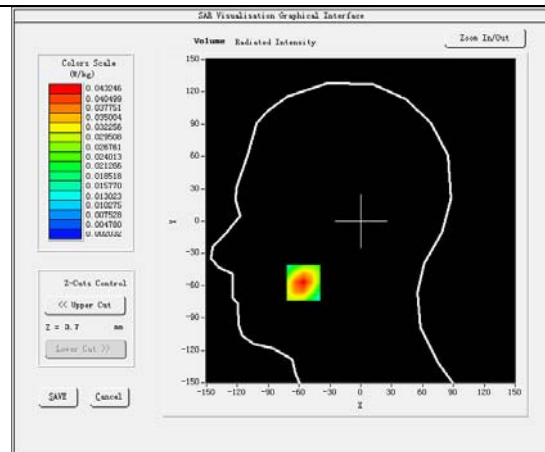 SAR Visualisation Graphical Interface
Volume Radiated Intensity
Zoom In/Out
Colors Scale
(W/kg)
0.043246
0.040499
0.037751
0.035004
0.032256
0.029508
0.026761
0.024013
0.021266
0.018518
0.015770
0.013023
0.010275
0.007528
0.004780
0.002032
Z-Cuts Control
<< Upper Cut
Z = 3.7 mm
Lower Cut >>
SAVE Cancel
150
120
90
60
30
0
-30
-60
-90
-120
-150
Y
-150 -120 -90 -60 -30 0 30 60 90 120 150
X